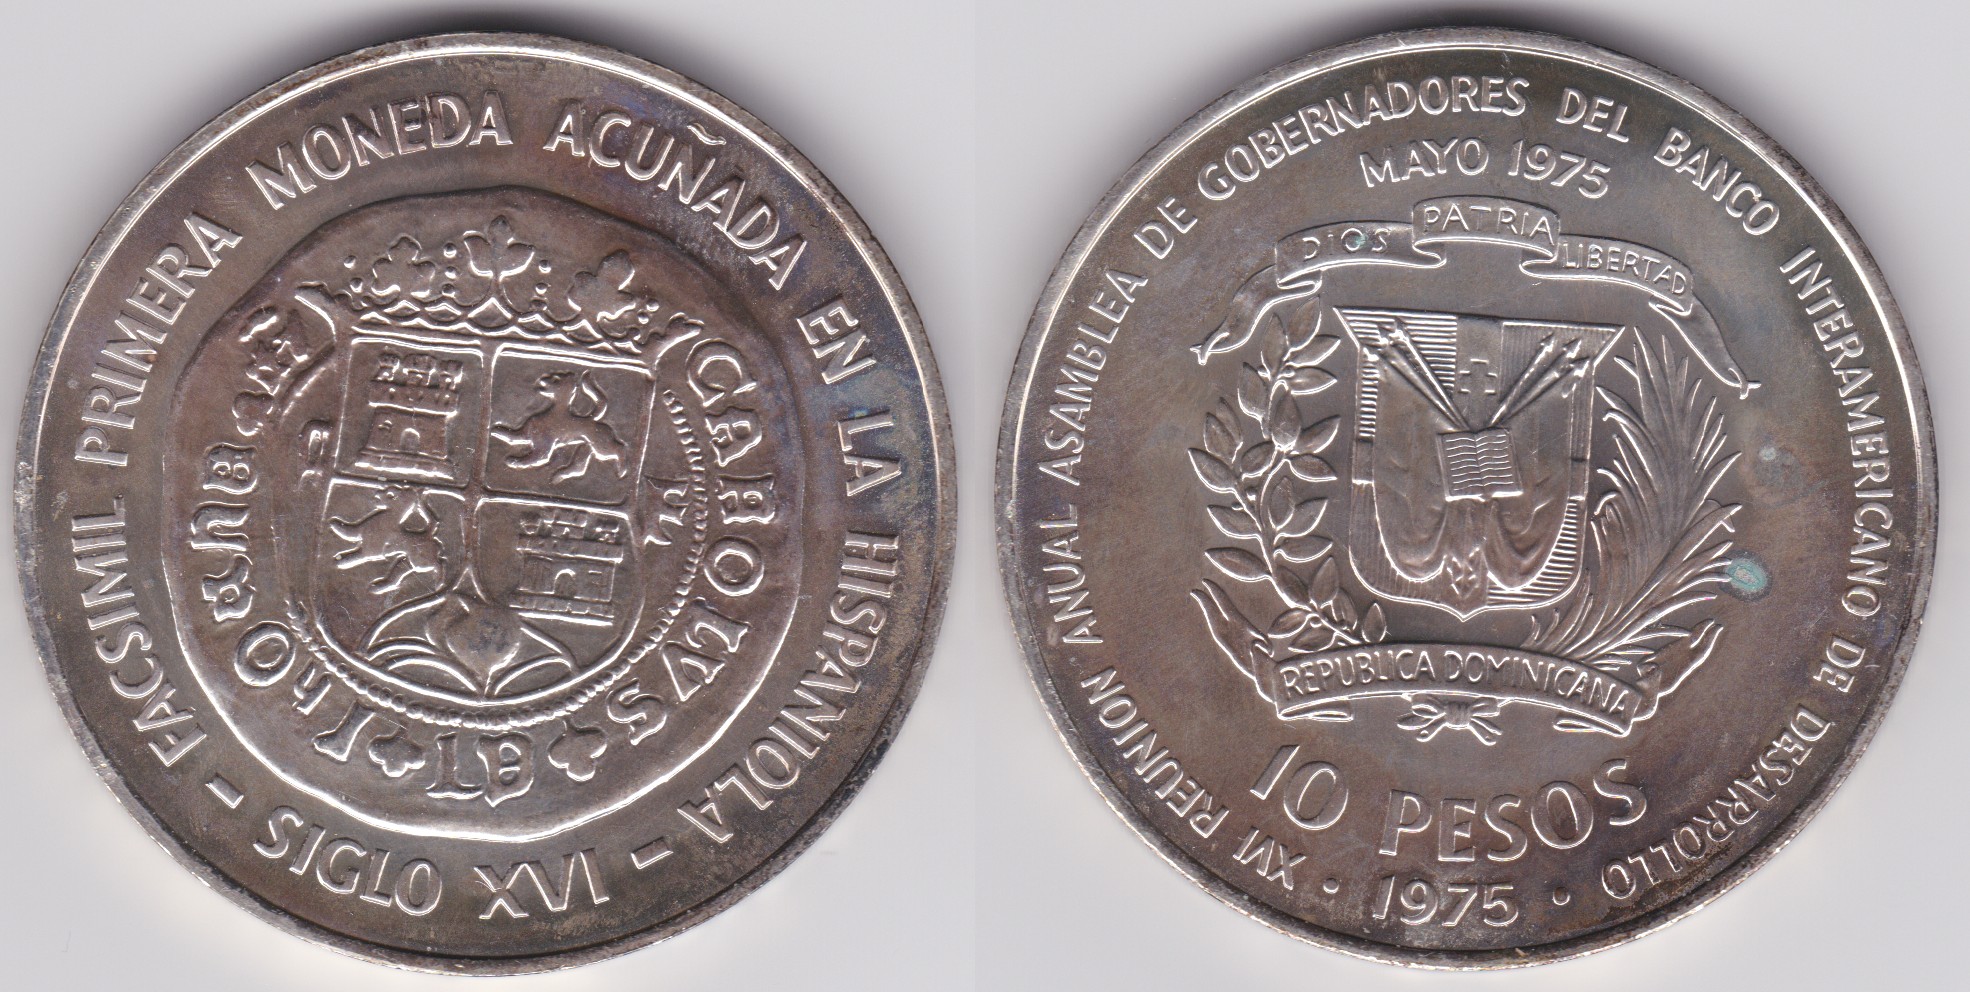 FACSIMIL PRIMERA MONEDA ACUÑADA EN LA HISPANIOLA
- SIGLO XVI -
CAROLVS
IhOANA
XVI REUNION ANUAL ASAMBLEA DE GOBERNADORES DEL BANCO INTERAMERICANO DE DESARROLLO
MAYO 1975
DIOS PATRIA LIBERTAD
REPUBLICA DOMINICANA
10 PESOS
· 1975 ·